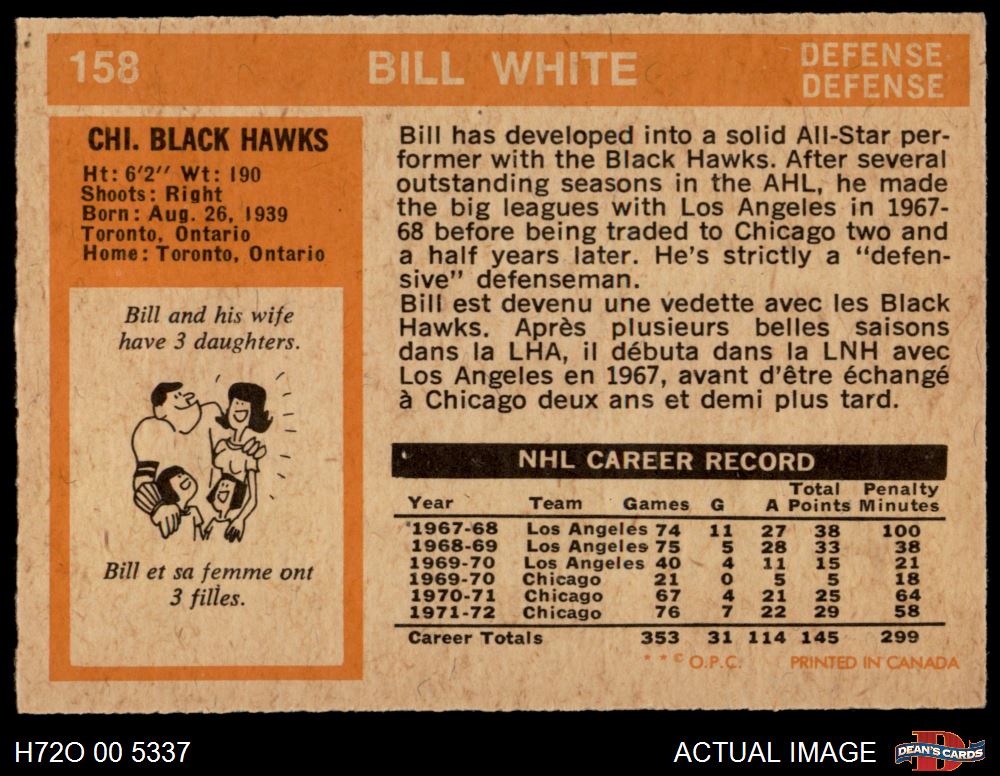 158 BILL WHITE DEFENSE
DEFENSE
CHI. BLACK HAWKS
Ht: 6'2'' Wt: 190
Shoots: Right
Born: Aug. 26, 1939
Toronto, Ontario
Home: Toronto, Ontario
Bill and his wife
have 3 daughters.
Bill et sa femme ont
3 filles.
Bill has developed into a solid All-Star per-
former with the Black Hawks. After several
outstanding seasons in the AHL, he made
the big leagues with Los Angeles in 1967-
68 before being traded to Chicago two and
a half years later. He's strictly a "defen-
sive" defenseman.
Bill est devenu une vedette avec les Black
Hawks. Après plusieurs belles saisons
dans la LHA, il débuta dans la LNH avec
Los Angeles en 1967, avant d'être échangé
à Chicago deux ans et demi plus tard.
NHL CAREER RECORD
Year Team Games G A Total Points Penalty Minutes
1967-68 Los Angeles 74 11 27 38 100
1968-69 Los Angeles 75 5 28 33 38
1969-70 Los Angeles 40 4 11 15 21
1969-70 Chicago 21 0 5 5 18
1970-71 Chicago 67 4 21 25 64
1971-72 Chicago 76 7 22 29 58
Career Totals 353 31 114 145 299
* * © O.P.C. PRINTED IN CANADA
H72O 00 5337 ACTUAL IMAGE DEAN'S CARDS